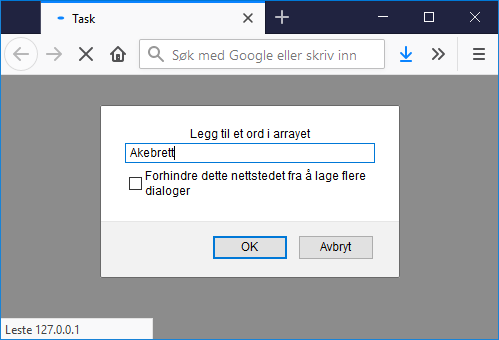 Task
Søk med Google eller skriv inn
Legg til et ord i arrayet
Akebrett
Forhindre dette nettstedet fra å lage flere
dialoger
OK
Avbryt
Leste 127.0.0.1